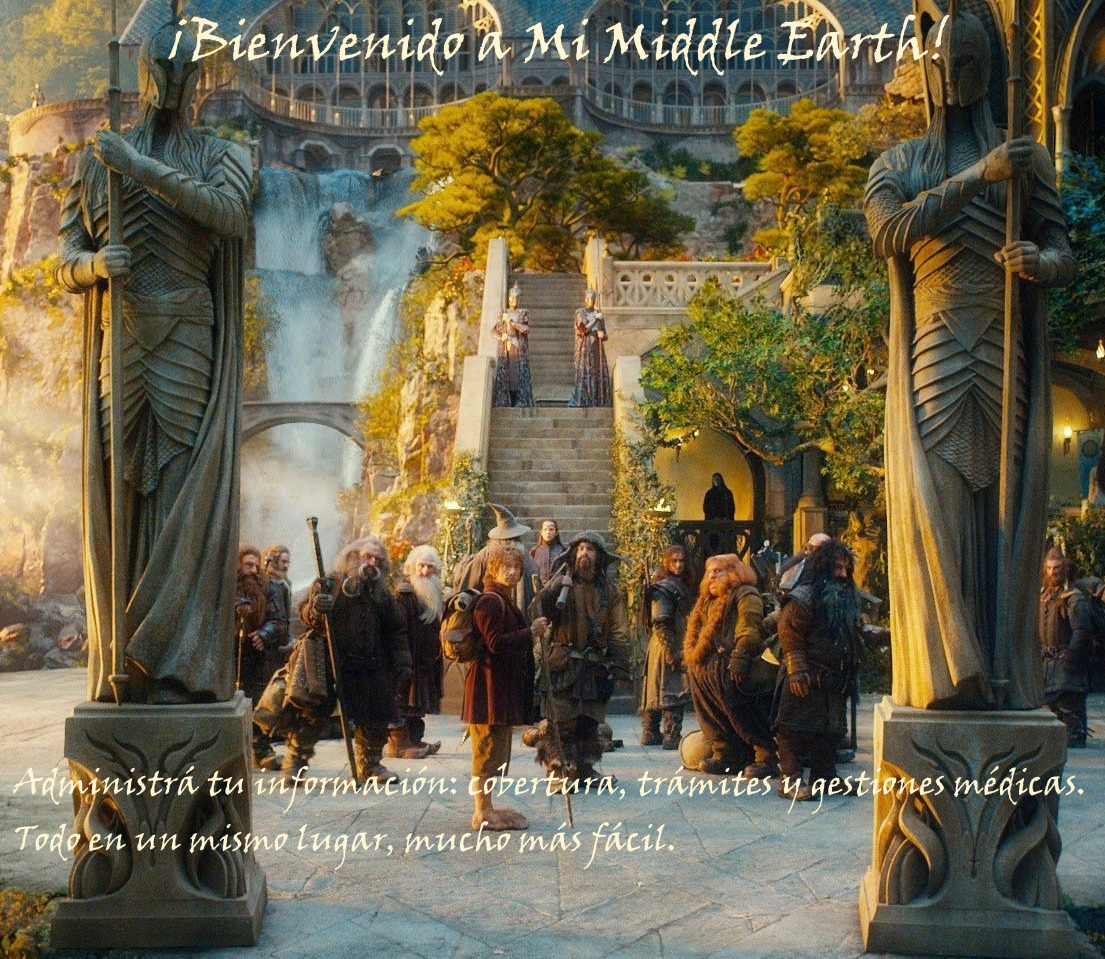 ¡Bienvenido a Mi Middle Earth!
Administrá tu información: cobertura, trámites y gestiones médicas.
Todo en un mismo lugar, mucho más fácil.